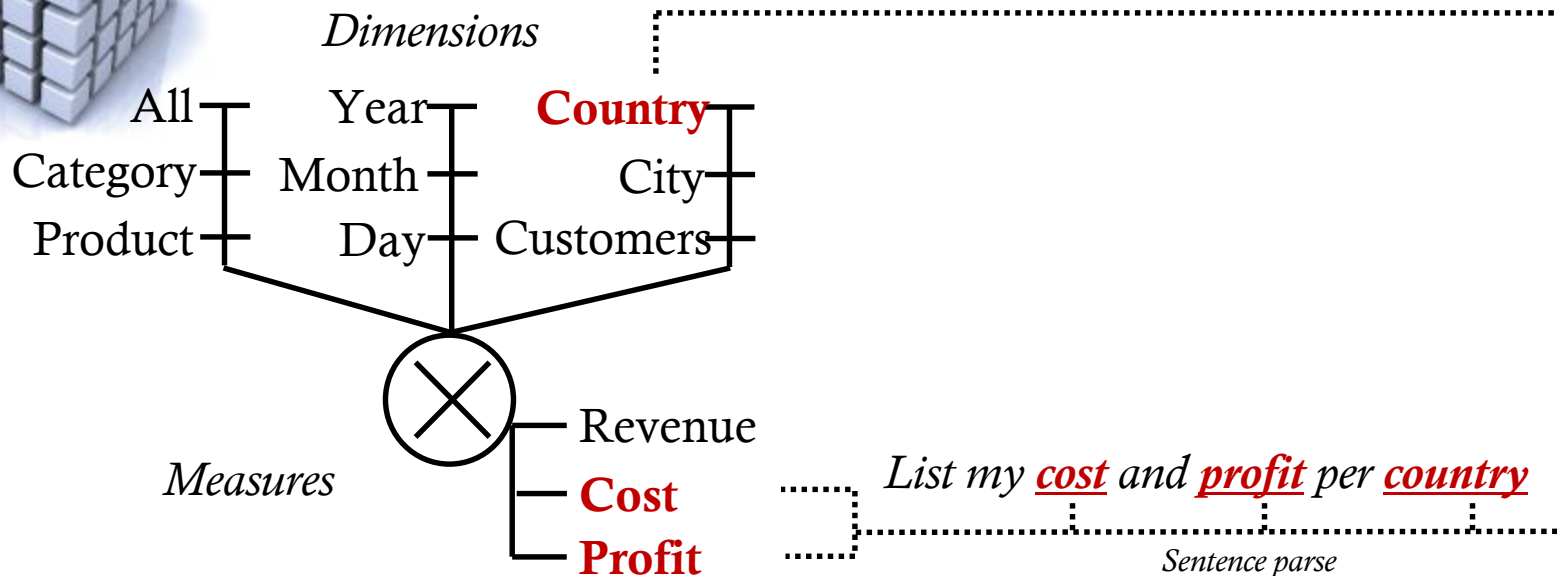 Dimensions
All
Year
Country
Category
Month
City
Product
Day
Customers
Revenue
Measures
Cost
Profit
List my cost and profit per country
Sentence parse